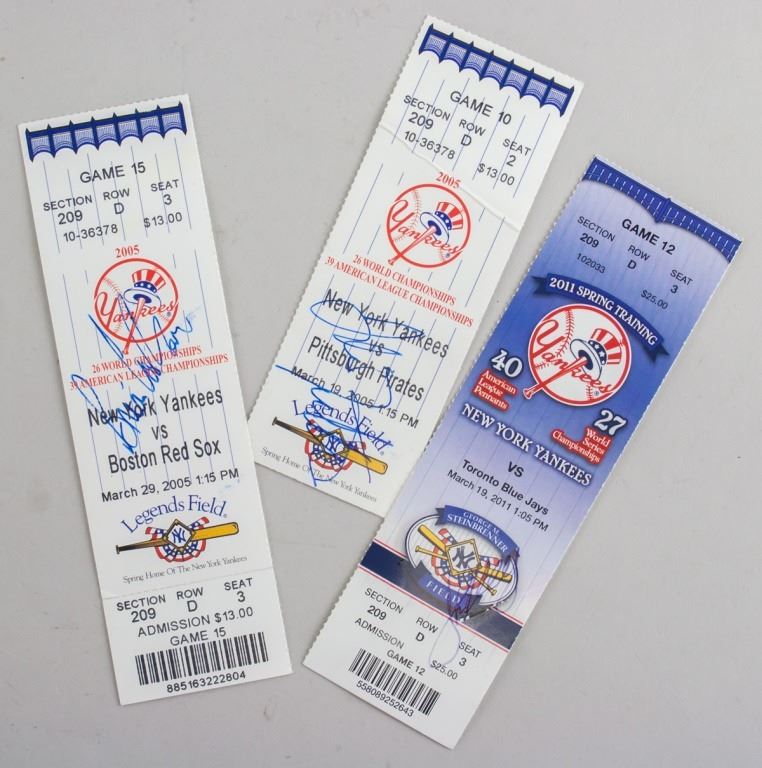 GAME 15
SECTION ROW SEAT
209 D 3
10-36378 $13.00
2005
Yankees
26 WORLD CHAMPIONSHIPS
39 AMERICAN LEAGUE CHAMPIONSHIPS
New York Yankees
vs
Boston Red Sox
March 29, 2005 1:15 PM
Legends Field
NY
Spring Home Of The New York Yankees
SECTION ROW SEAT
209 D 3
ADMISSION $13.00
GAME 15
885163222804
GAME 10
SECTION ROW SEAT
209 D 2
10-36378 $13.00
2005
Yankees
26 WORLD CHAMPIONSHIPS
39 AMERICAN LEAGUE CHAMPIONSHIPS
New York Yankees
vs
Pittsburgh Pirates
March 19, 2005 1:15 PM
Legends Field
NY
Spring Home Of The New York Yankees
GAME 12
SECTION ROW SEAT
209 D 3
102033 $25.00
2011 SPRING TRAINING
Yankees
40
American
League
Pennants
27
World
Series
Championships
NEW YORK YANKEES
VS
Toronto Blue Jays
March 19, 2011 1:05 PM
GEORGE M.
STEINBRENNER
NY
FIELD
SECTION ROW SEAT
209 D 3
ADMISSION $25.00
GAME 12
558089252643